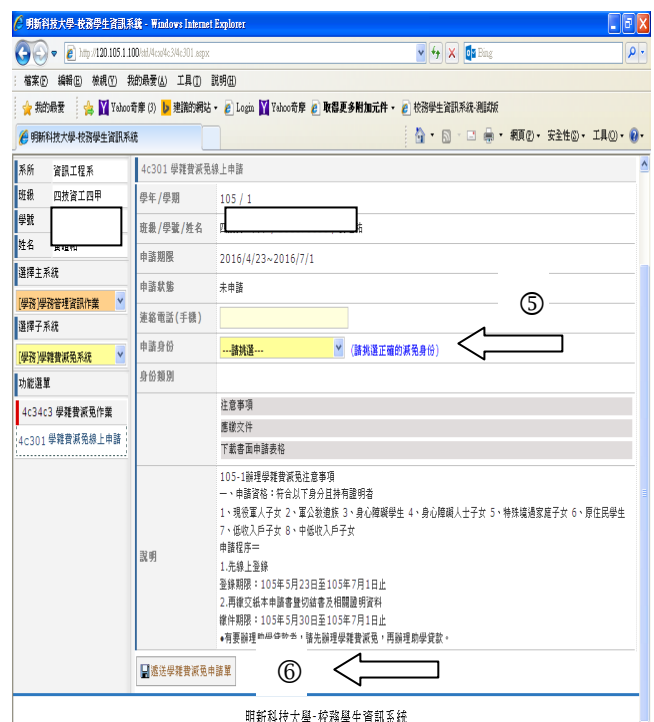 明新科技大學-校務學生資訊系統 - Windows Internet Explorer
http://120.105.1.100/stf/4csr/4c3/4c301.aspx
Bing
檔案(F) 編輯(E) 檢視(V) 我的最愛(A) 工具(T) 說明(H)
我的最愛 Yahoo奇摩 (3) 建議的網站 Login Yahoo奇摩 取得更多附加元件 校務學生資訊系統-測試版
明新科技大學-校務學生資訊系統
網頁(P) 安全性(S) 工具(O)
系所 資訊工程系
班級 四技資工四甲
學號
姓名
選擇主系統
[學務]學務管理資訊作業
選擇子系統
[學務]學雜費減免系統
功能選單
4c34c3 學雜費減免作業
4c301 學雜費減免線上申請
4c301 學雜費減免線上申請
學年/學期 105 / 1
班級/學號/姓名
申請期限 2016/4/23~2016/7/1
申請狀態 未申請
連絡電話(手機)
⑤
申請身份 ---請挑選--- (請挑選正確的減免身份)
身份類別
注意事項
應繳文件
下載書面申請表格
說明
105-1辦理學雜費減免注意事項
一、申請資格：符合以下身分且持有證明者
1、現役軍人子女 2、軍公教遺族 3、身心障礙學生 4、身心障礙人士子女 5、特殊境遇家庭子女 6、原住民學生
7、低收入戶子女 8、中低收入戶子女
申請程序＝
1.先線上登錄
登錄期限：105年5月23日至105年7月1日止
2.再繳交紙本申請書暨切結書及相關證明資料
繳件期限：105年5月30日至105年7月1日止
●有要辦理助學貸款者，請先辦理學雜費減免，再辦理助學貸款。
遞送學雜費減免申請單
⑥
明新科技大學-校務學生資訊系統